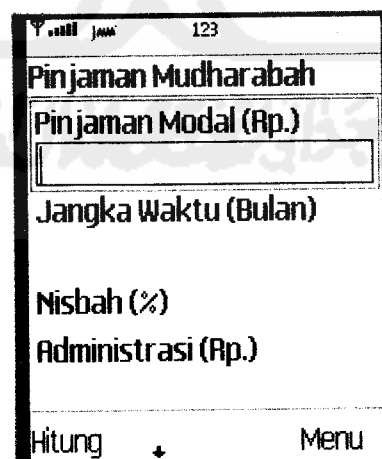 123
Pinjaman Mudharabah
Pinjaman Modal (Rp.)
Jangka Waktu (Bulan)
Nisbah (%)
Administrasi (Rp.)
Hitung Menu